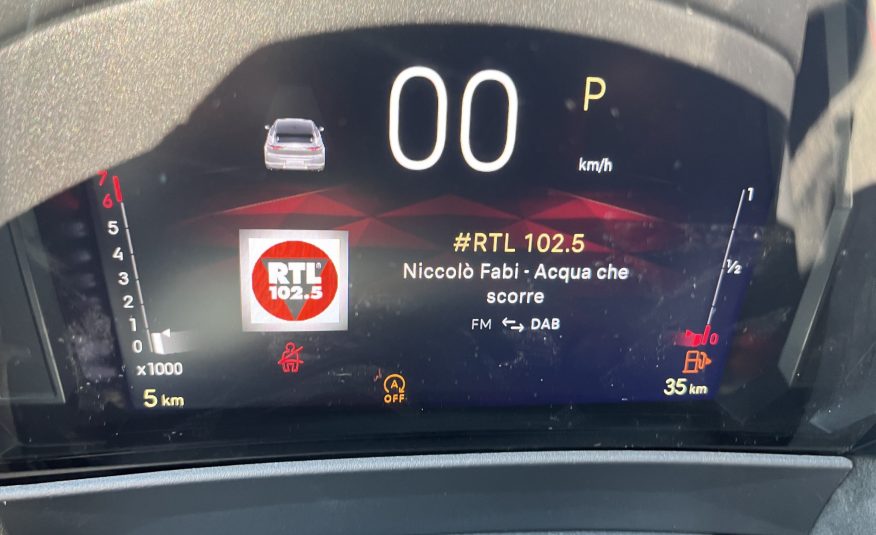 00
P
km/h
7
6
5
4
3
2
1
0
x1000
5 km
RTL
102.5
#RTL 102.5
Niccolò Fabi - Acqua che
scorre
FM DAB
A
OFF
1
½
0
35 km